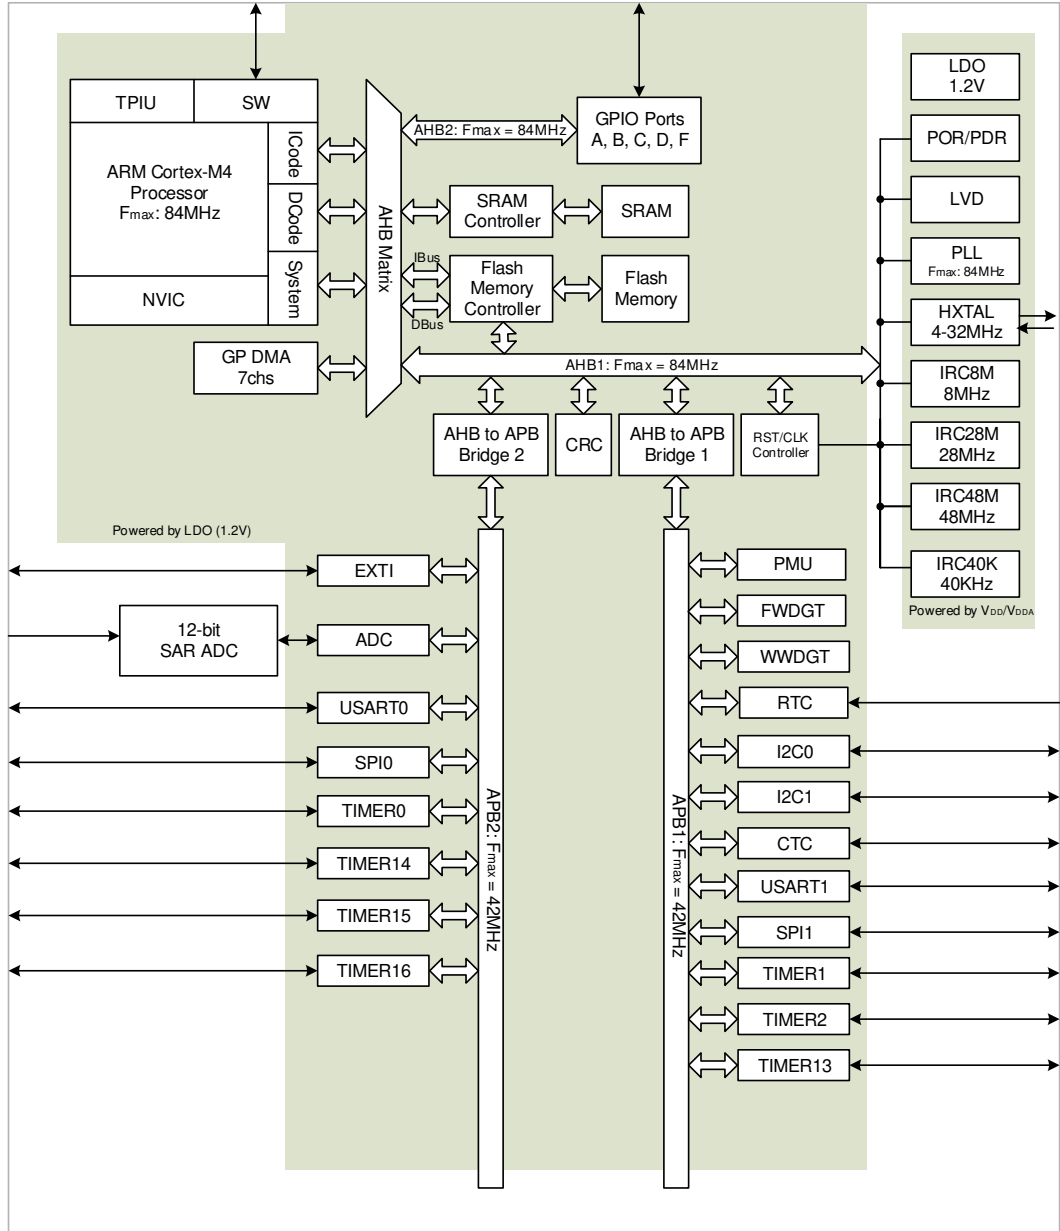 TPIU
SW
ARM Cortex-M4
Processor
Fmax: 84MHz
ICode
DCode
System
NVIC
GP DMA
7chs
AHB Matrix
AHB2: Fmax = 84MHz
GPIO Ports
A, B, C, D, F
SRAM
Controller
SRAM
IBus
DBus
Flash
Memory
Controller
Flash
Memory
AHB1: Fmax = 84MHz
AHB to APB
Bridge 2
CRC
AHB to APB
Bridge 1
RST/CLK
Controller
LDO
1.2V
POR/PDR
LVD
PLL
Fmax: 84MHz
HXTAL
4-32MHz
IRC8M
8MHz
IRC28M
28MHz
IRC48M
48MHz
IRC40K
40KHz
Powered by VDD/VDDA
Powered by LDO (1.2V)
EXTI
12-bit
SAR ADC
ADC
USART0
SPI0
TIMER0
TIMER14
TIMER15
TIMER16
APB2: Fmax = 42MHz
APB1: Fmax = 42MHz
PMU
FWDGT
WWDGT
RTC
I2C0
I2C1
CTC
USART1
SPI1
TIMER1
TIMER2
TIMER13